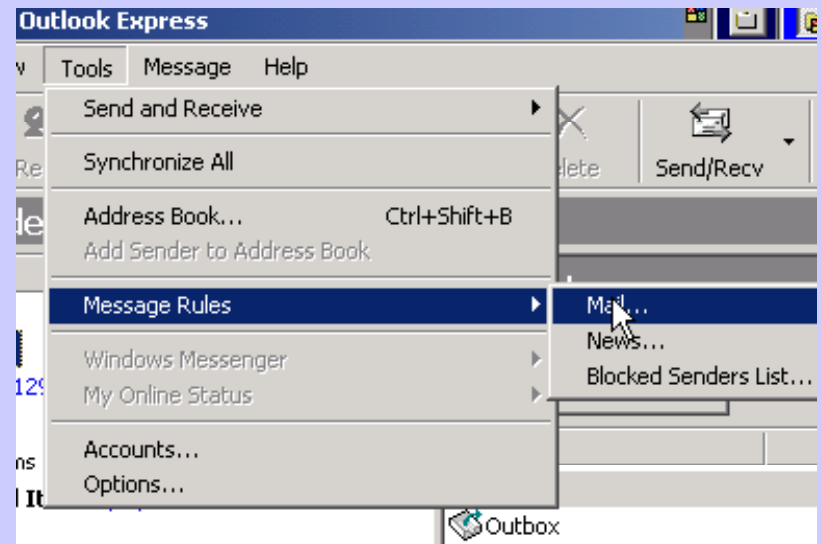 Outlook Express
Tools Message Help
Send and Receive
Synchronize All
Send/Recv
Address Book... Ctrl+Shift+B
Add Sender to Address Book
Message Rules
Mail...
News...
Blocked Senders List...
Windows Messenger
My Online Status
Accounts...
Options...
Outbox